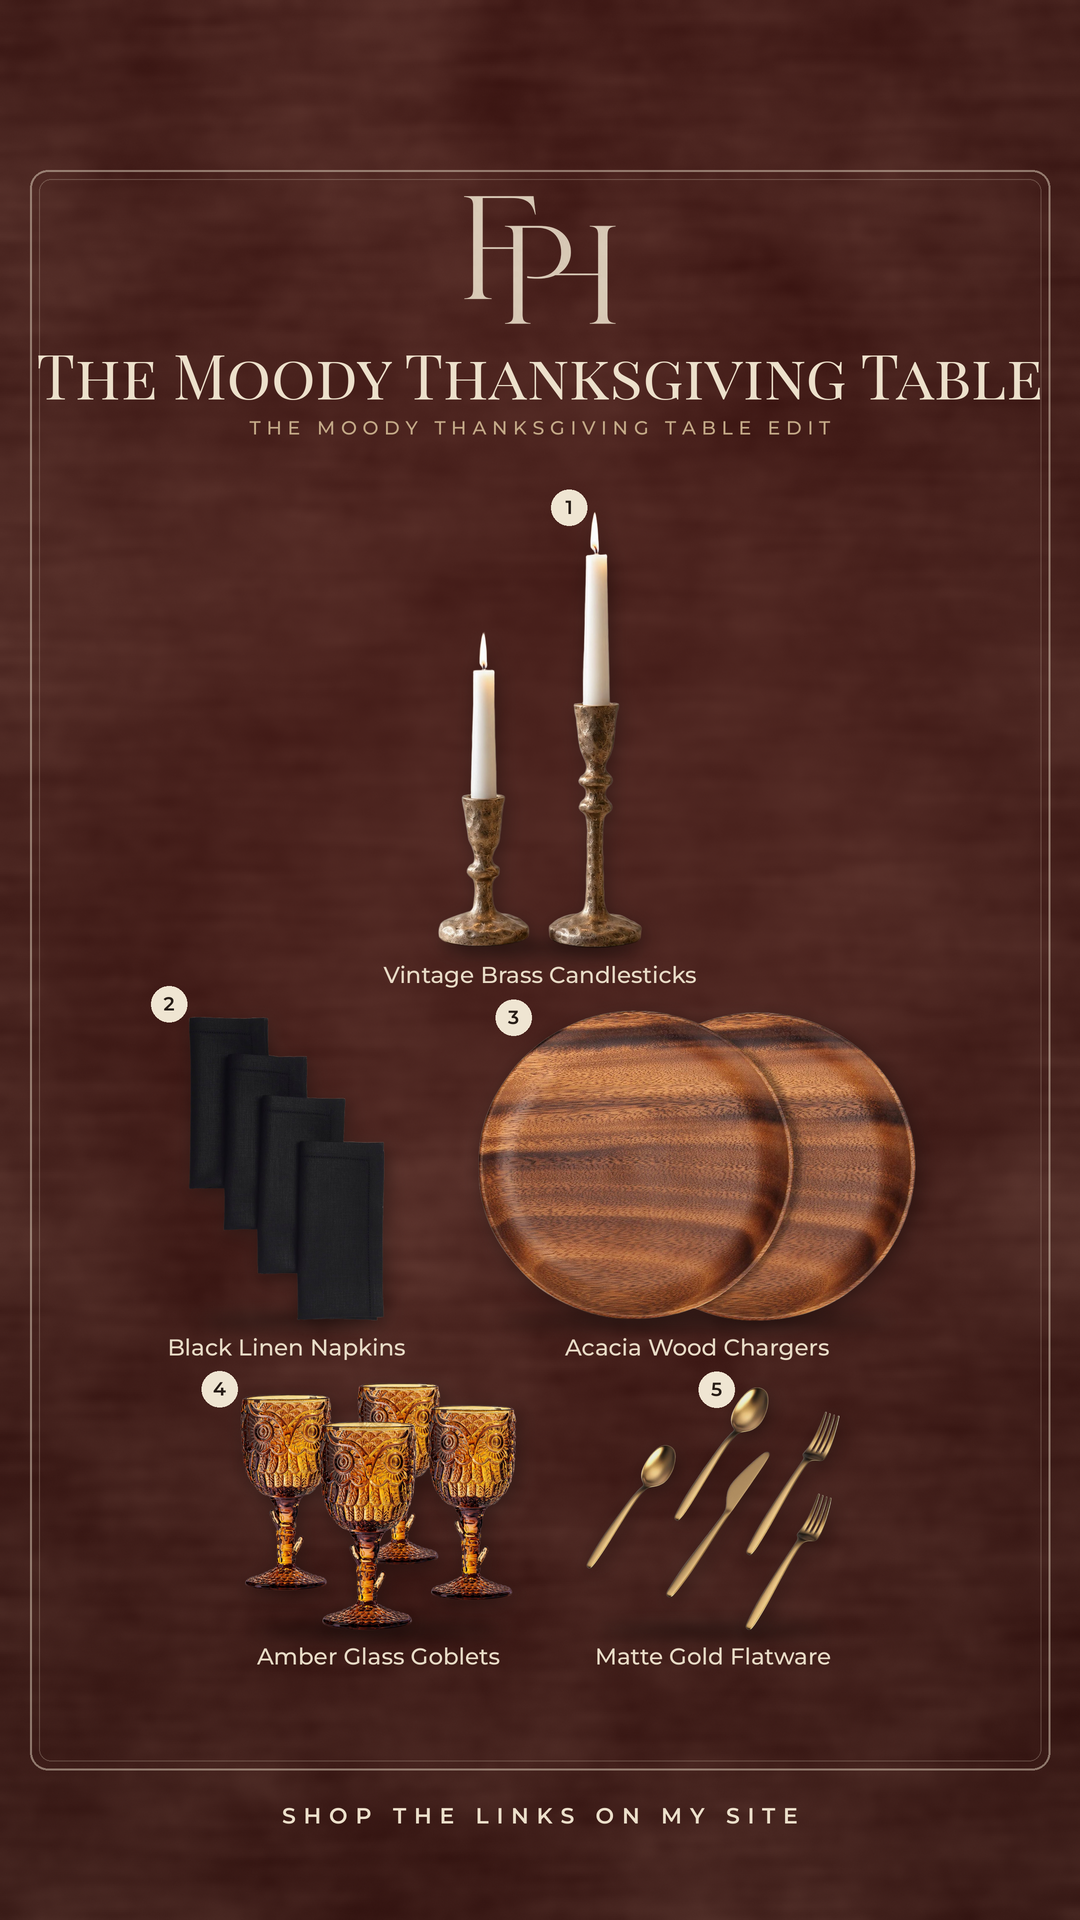 FPH
The Moody Thanksgiving Table
THE MOODY THANKSGIVING TABLE EDIT
1
Vintage Brass Candlesticks
2
3
Black Linen Napkins
Acacia Wood Chargers
4
5
Amber Glass Goblets
Matte Gold Flatware
SHOP THE LINKS ON MY SITE